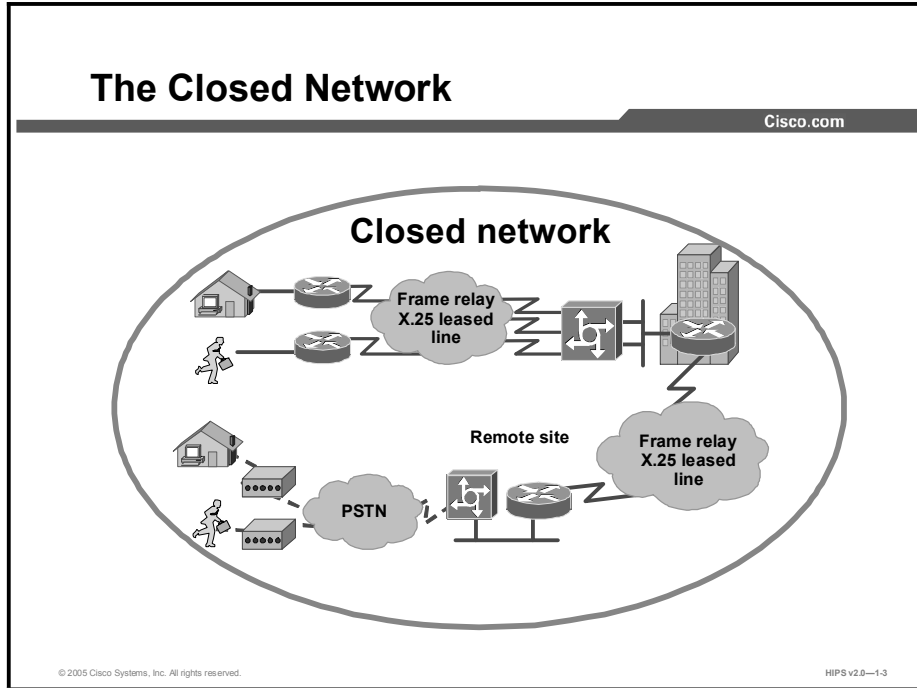 The Closed Network
Cisco.com
Closed network
Frame relay
X.25 leased
line
Remote site
Frame relay
X.25 leased
line
PSTN
© 2005 Cisco Systems, Inc. All rights reserved.
HIPS v2.0—1-3